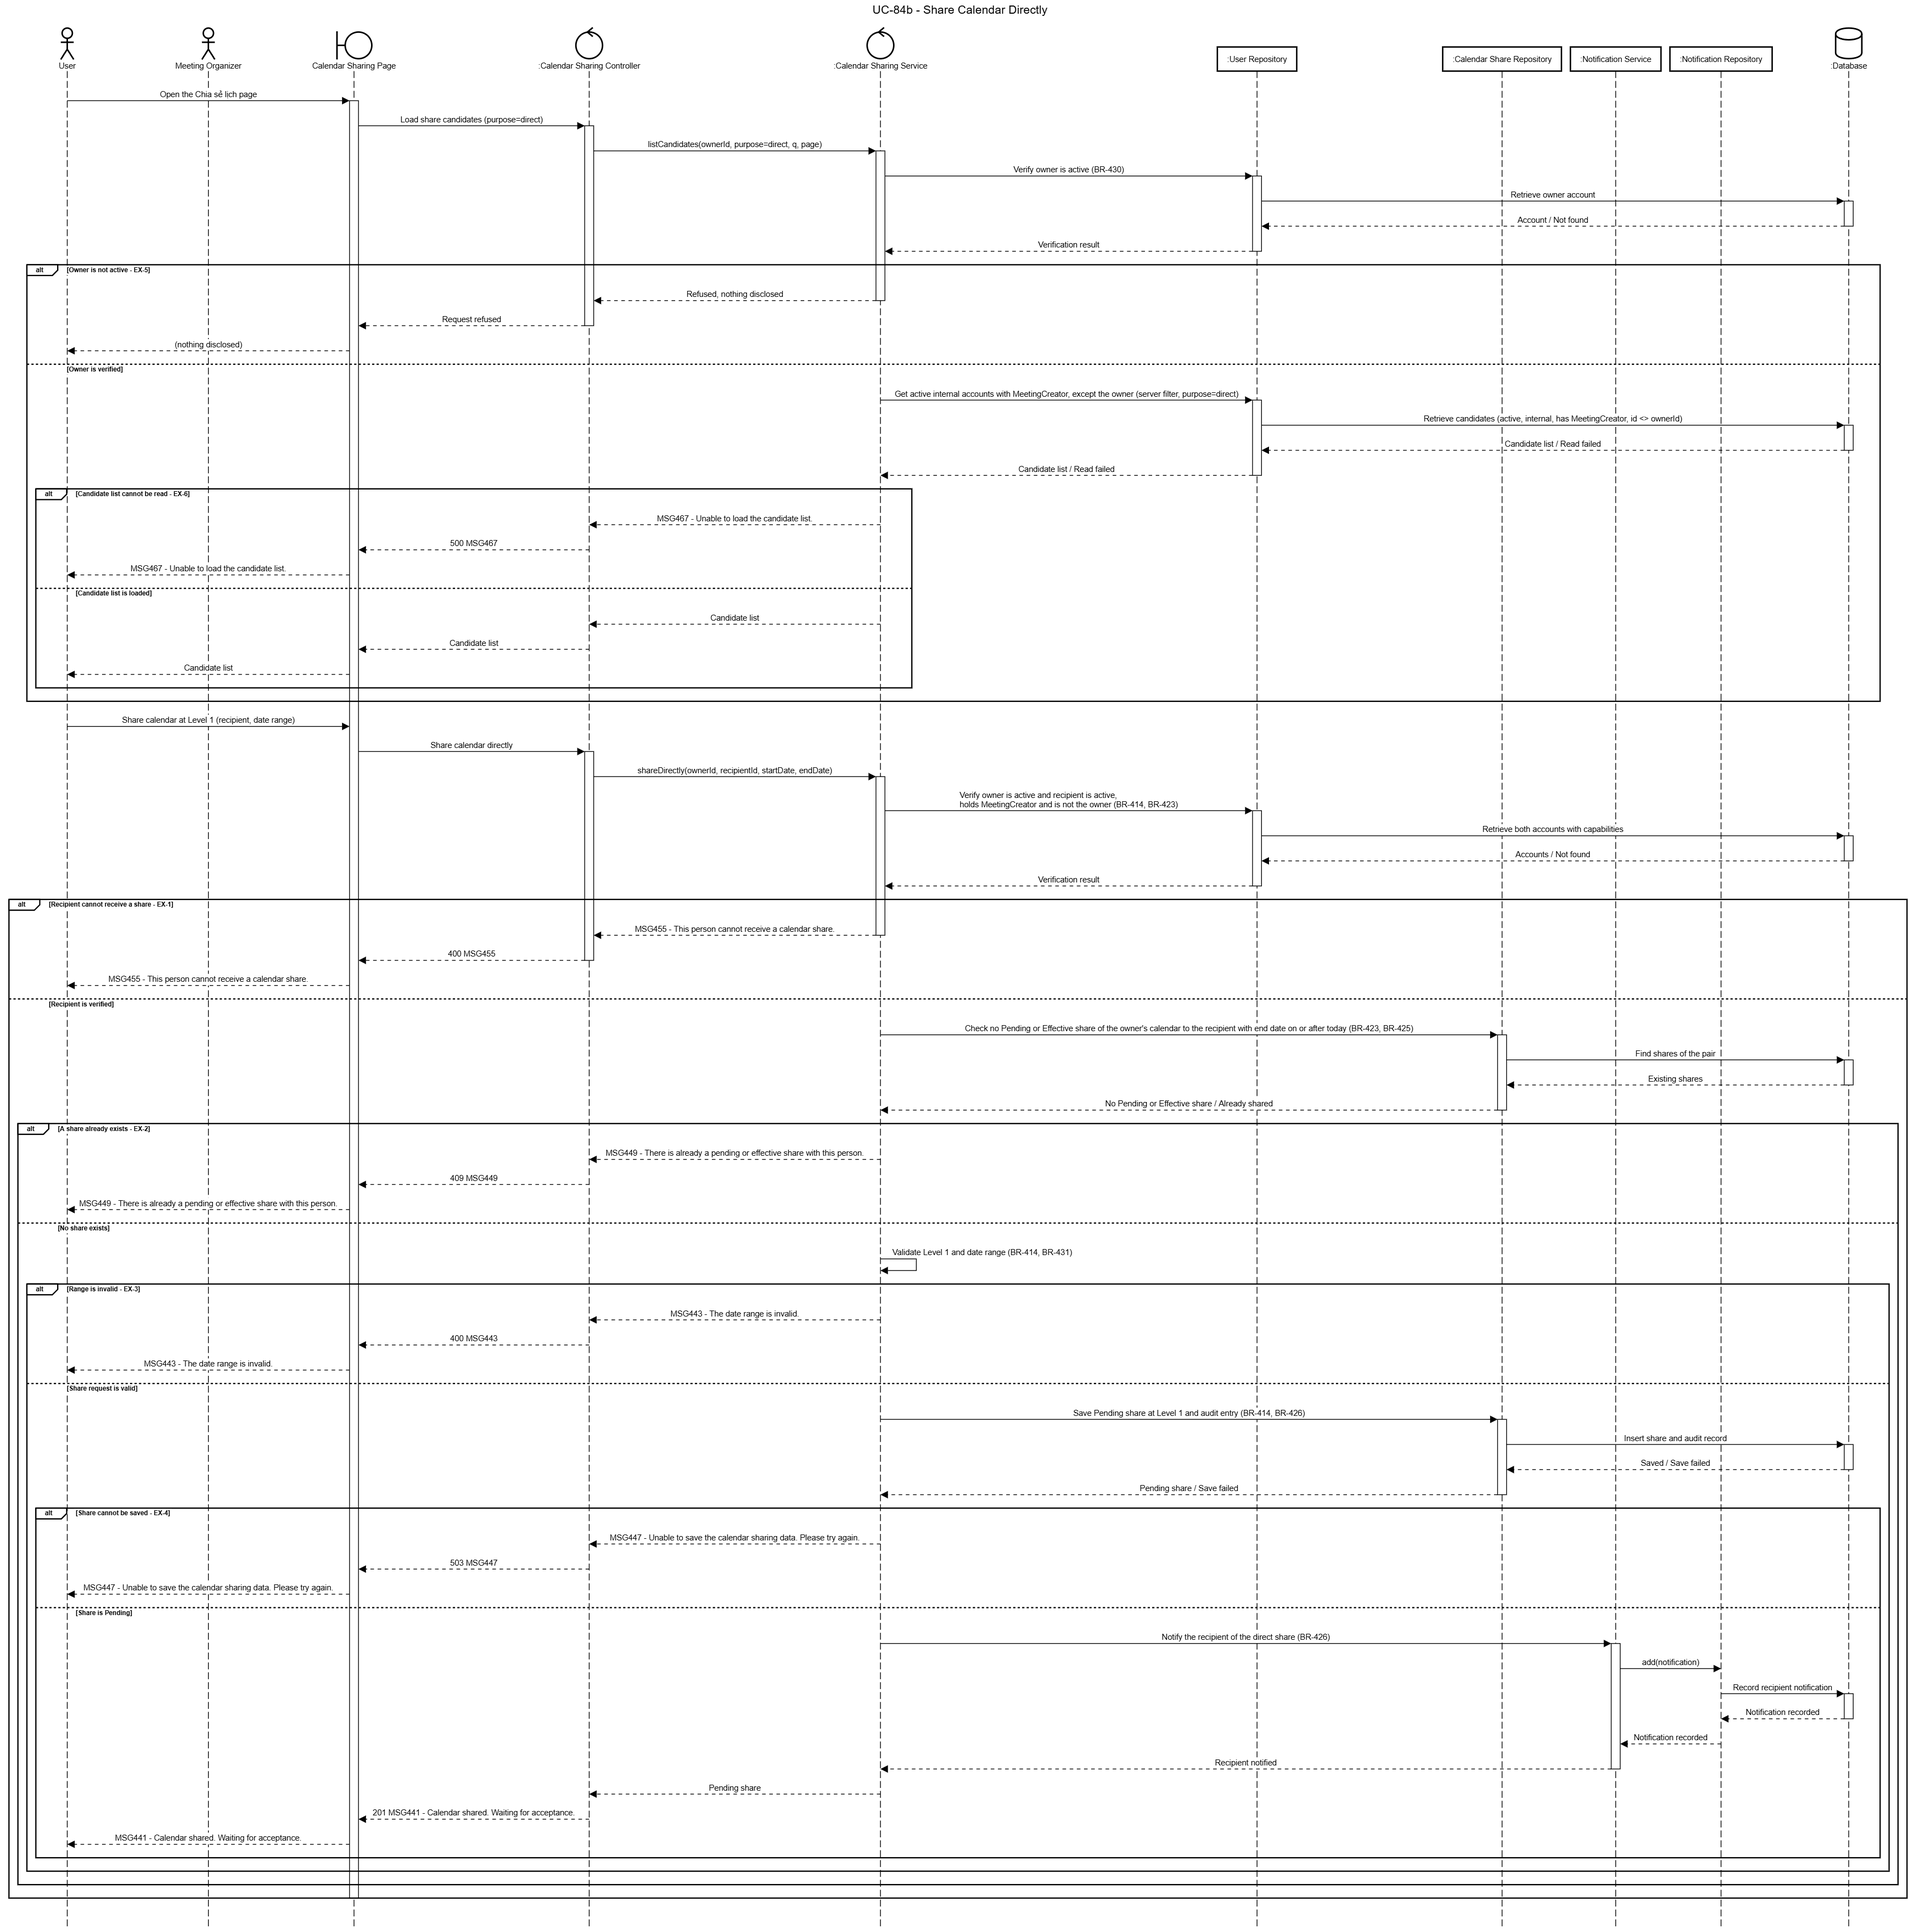 UC-84b - Share Calendar Directly
User
Meeting Organizer
Calendar Sharing Page
:Calendar Sharing Controller
:Calendar Sharing Service
:User Repository
:Calendar Share Repository
:Notification Service
:Notification Repository
:Database
Open the Chia sẻ lịch page
Load share candidates (purpose=direct)
listCandidates(ownerId, purpose=direct, q, page)
Verify owner is active (BR-430)
Retrieve owner account
Account / Not found
Verification result
alt
[Owner is not active - EX-5]
Refused, nothing disclosed
Request refused
(nothing disclosed)
[Owner is verified]
Get active internal accounts with MeetingCreator, except the owner (server filter, purpose=direct)
Retrieve candidates (active, internal, has MeetingCreator, id <> ownerId)
Candidate list / Read failed
Candidate list / Read failed
alt
[Candidate list cannot be read - EX-6]
MSG467 - Unable to load the candidate list.
500 MSG467
MSG467 - Unable to load the candidate list.
[Candidate list is loaded]
Candidate list
Candidate list
Candidate list
Share calendar at Level 1 (recipient, date range)
Share calendar directly
shareDirectly(ownerId, recipientId, startDate, endDate)
Verify owner is active and recipient is active,
holds MeetingCreator and is not the owner (BR-414, BR-423)
Retrieve both accounts with capabilities
Accounts / Not found
Verification result
alt
[Recipient cannot receive a share - EX-1]
MSG455 - This person cannot receive a calendar share.
400 MSG455
MSG455 - This person cannot receive a calendar share.
[Recipient is verified]
Check no Pending or Effective share of the owner's calendar to the recipient with end date on or after today (BR-423, BR-425)
Find shares of the pair
Existing shares
No Pending or Effective share / Already shared
alt
[A share already exists - EX-2]
MSG449 - There is already a pending or effective share with this person.
409 MSG449
MSG449 - There is already a pending or effective share with this person.
[No share exists]
Validate Level 1 and date range (BR-414, BR-431)
alt
[Range is invalid - EX-3]
MSG443 - The date range is invalid.
400 MSG443
MSG443 - The date range is invalid.
[Share request is valid]
Save Pending share at Level 1 and audit entry (BR-414, BR-426)
Insert share and audit record
Saved / Save failed
Pending share / Save failed
alt
[Share cannot be saved - EX-4]
MSG447 - Unable to save the calendar sharing data. Please try again.
503 MSG447
MSG447 - Unable to save the calendar sharing data. Please try again.
[Share is Pending]
Notify the recipient of the direct share (BR-426)
add(notification)
Record recipient notification
Notification recorded
Notification recorded
Recipient notified
Pending share
201 MSG441 - Calendar shared. Waiting for acceptance.
MSG441 - Calendar shared. Waiting for acceptance.